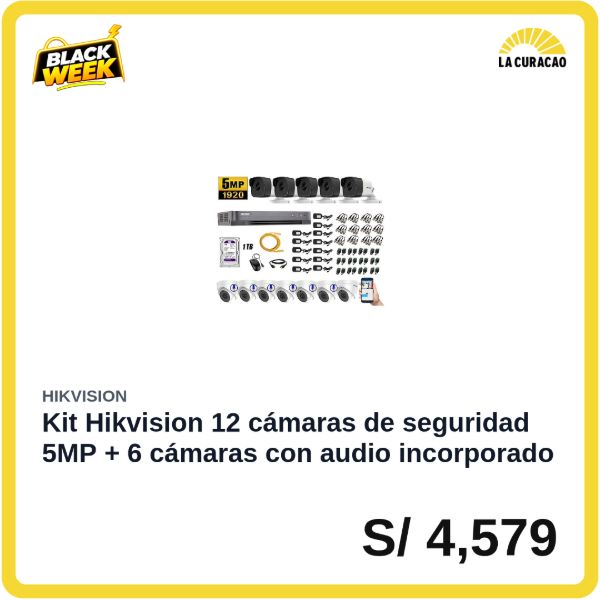 BLACK
WEEK
LA CURACAO
5MP
1920
1TB
HIKVISION
Kit Hikvision 12 cámaras de seguridad
5MP + 6 cámaras con audio incorporado
S/ 4,579